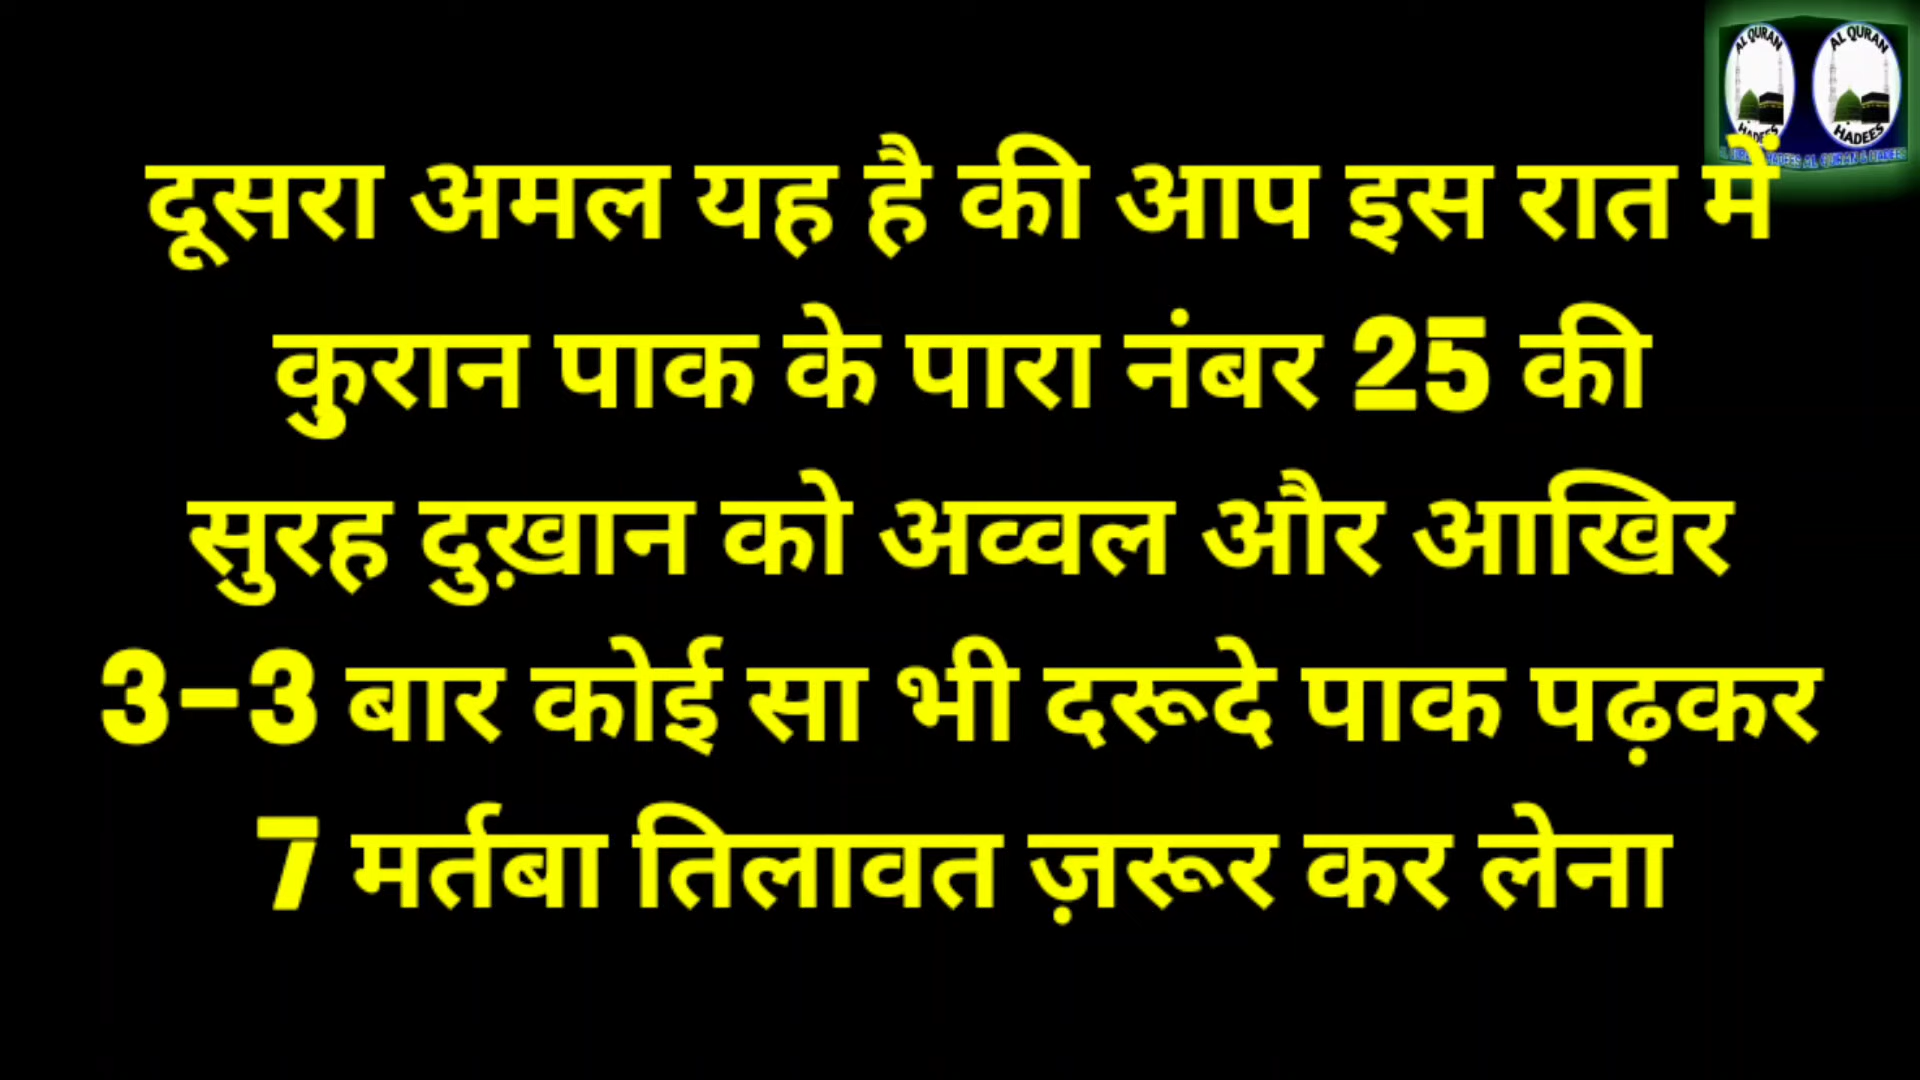 AL QURAN AL QURAN
HADEES HADEES
दूसरा अमल यह है की आप इस रात में
कुरान पाक के पारा नंबर 25 की
सुरह दुख़ान को अव्वल और आखिर
3-3 बार कोई सा भी दरूदे पाक पढ़कर
7 मर्तबा तिलावत ज़रूर कर लेना